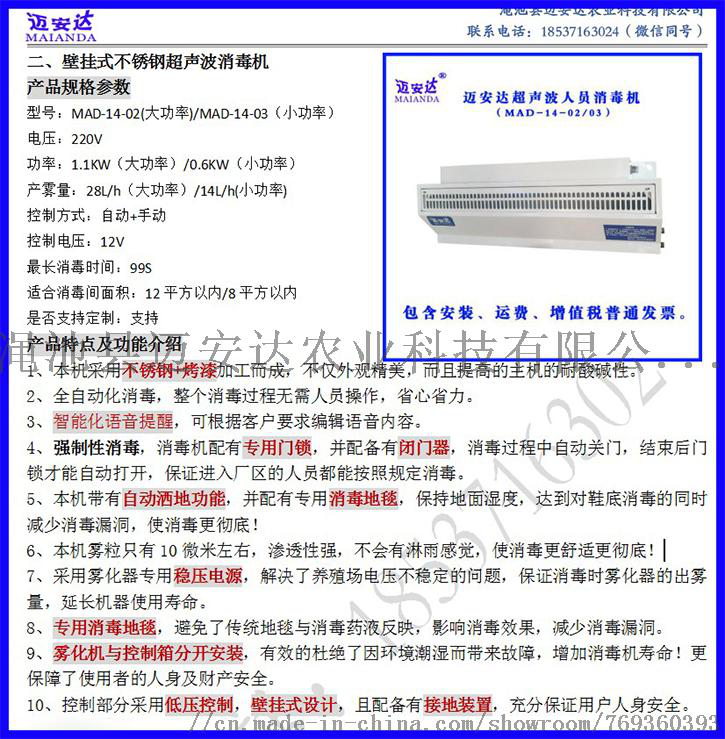 迈安达
MAIANDA
渑池县迈安达农业科技有限公司
联系电话：18537163024（微信同号）
二、壁挂式不锈钢超声波消毒机
产品规格参数
型号：MAD-14-02(大功率)/MAD-14-03（小功率）
电压：220V
功率：1.1KW（大功率）/0.6KW（小功率）
产雾量：28L/h（大功率）/14L/h(小功率)
控制方式：自动+手动
控制电压：12V
最长消毒时间：99S
适合消毒间面积：12平方以内/8平方以内
是否支持定制：支持
迈安达®
MAIANDA
迈安达超声波人员消毒机
（MAD-14-02/03）
迈安达
包含安装、运费、增值税普通发票。
产品特点及功能介绍
渑池县迈安达农业科技有限公...
1、本机采用不锈钢+烤漆加工而成，不仅外观精美，而且提高的主机的耐酸碱性。
2、全自动化消毒，整个消毒过程无需人员操作，省心省力。
3、智能化语音提醒，可根据客户要求编辑语音内容。
4、强制性消毒，消毒机配有专用门锁，并配备有闭门器，消毒过程中自动关门，结束后门
锁才能自动打开，保证进入厂区的人员都能按照规定消毒。
5、本机带有自动洒地功能，并配有专用消毒地毯，保持地面湿度，达到对鞋底消毒的同时
减少消毒漏洞，使消毒更彻底！
6、本机雾粒只有10微米左右，渗透性强，不会有淋雨感觉，使消毒更舒适更彻底！
7、采用雾化器专用稳压电源，解决了养殖场电压不稳定的问题，保证消毒时雾化器的出雾
量，延长机器使用寿命。
8、专用消毒地毯，避免了传统地毯与消毒药液反映，影响消毒效果，减少消毒漏洞。
9、雾化机与控制箱分开安装，有效的杜绝了因环境潮湿而带来故障，增加消毒机寿命！更
保障了使用者的人身及财产安全。
10、控制部分采用低压控制，壁挂式设计，且配备有接地装置，充分保证用户人身安全。
1853716302
//cn.made-in-china.com/showroom/769360393